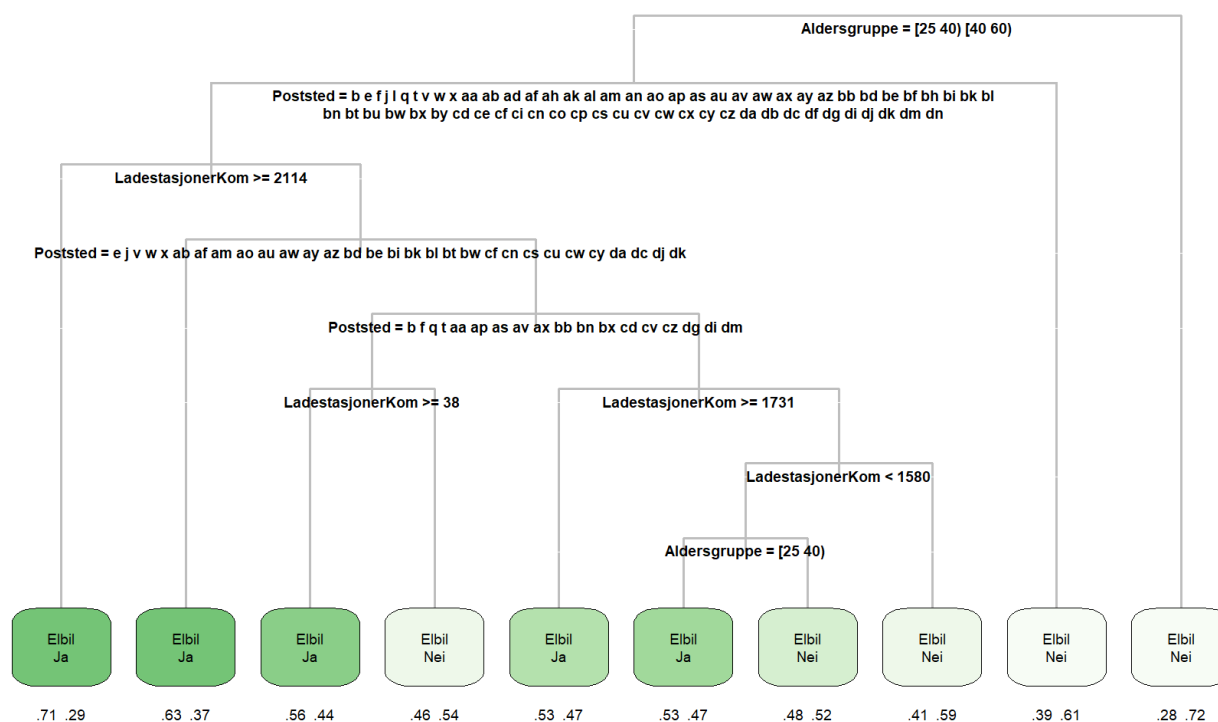 Aldersgruppe = [25 40) [40 60)
Poststed = b e f j l q t v w x aa ab ad af ah ak al am an ao ap as au av aw ax ay az bb bd be bf bh bi bk bl
bn bt bu bw bx by cd ce cf ci cn co cp cs cu cv cw cx cy cz da db dc df dg di dj dk dm dn
LadestasjonerKom >= 2114
Poststed = e j v w x ab af am ao au aw ay az bd be bi bk bl bt bw cf cn cs cu cw cy da dc dj dk
Poststed = b f q t aa ap as av ax bb bn bx cd cv cz dg di dm
LadestasjonerKom >= 38
LadestasjonerKom >= 1731
LadestasjonerKom < 1580
Aldersgruppe = [25 40)
Elbil
Ja
Elbil
Ja
Elbil
Ja
Elbil
Nei
Elbil
Ja
Elbil
Ja
Elbil
Nei
Elbil
Nei
Elbil
Nei
Elbil
Nei
.71 .29
.63 .37
.56 .44
.46 .54
.53 .47
.53 .47
.48 .52
.41 .59
.39 .61
.28 .72